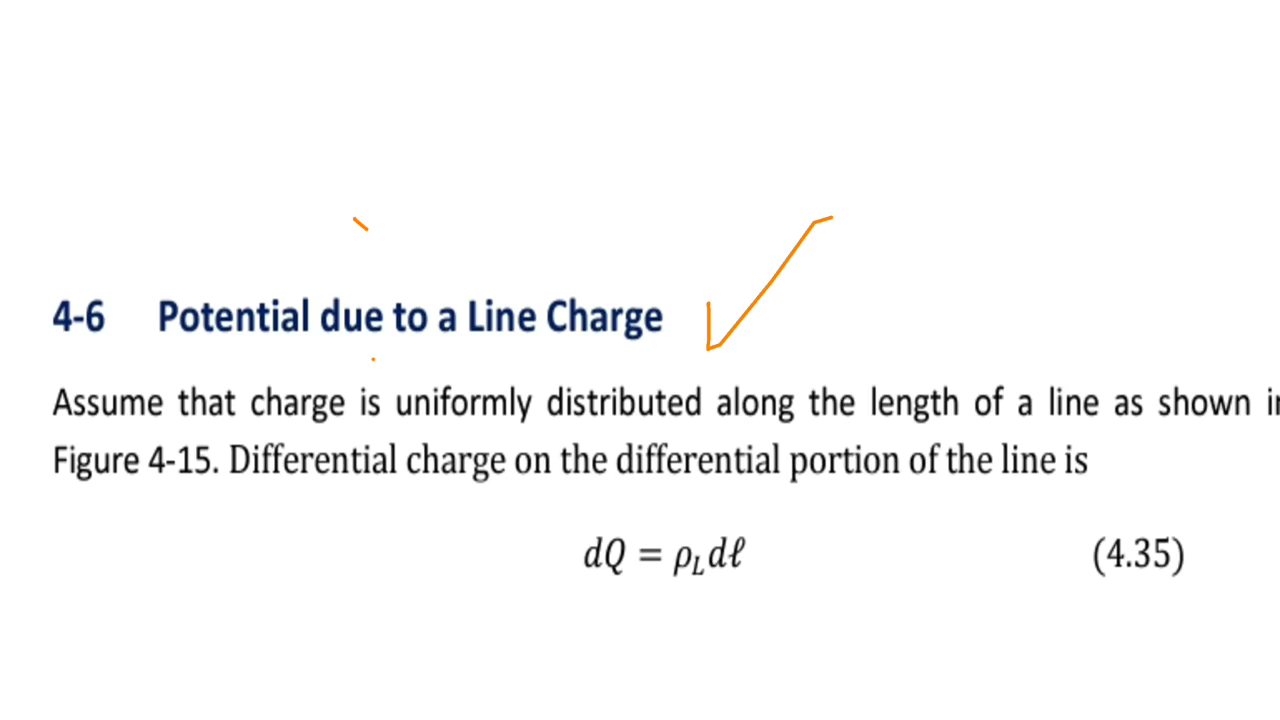 4-6 Potential due to a Line Charge
Assume that charge is uniformly distributed along the length of a line as shown
Figure 4-15. Differential charge on the differential portion of the line is
dQ = ρ_L dℓ (4.35)